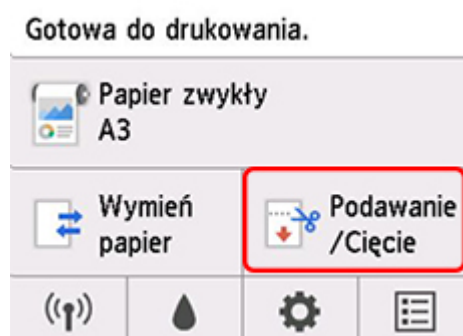 Gotowa do drukowania.
Papier zwykły
A3
Wymień
papier
Podawanie
/Cięcie